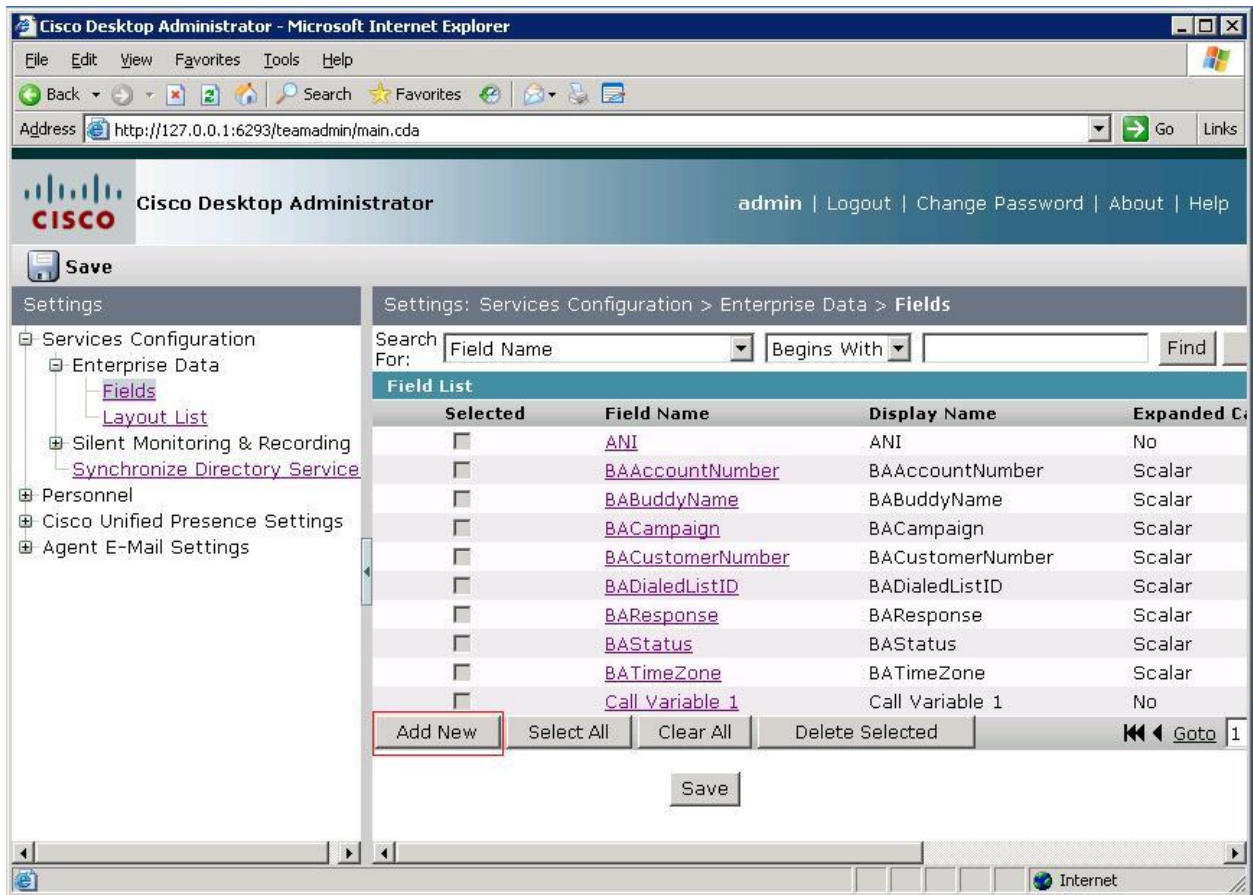 Cisco Desktop Administrator - Microsoft Internet Explorer
File Edit View Favorites Tools Help
Back Search Favorites
Address http://127.0.0.1:6293/teamadmin/main.cda Go Links
CISCO Cisco Desktop Administrator admin | Logout | Change Password | About | Help
Save
Settings
Services Configuration
Enterprise Data
Fields
Layout List
Silent Monitoring & Recording
Synchronize Directory Service
Personnel
Cisco Unified Presence Settings
Agent E-Mail Settings
Settings: Services Configuration > Enterprise Data > Fields
Search For: Field Name Begins With Find
Field List
Selected Field Name Display Name Expanded Ca
ANI ANI No
BAAccountNumber BAAccountNumber Scalar
BABuddyName BABuddyName Scalar
BACampaign BACampaign Scalar
BACustomerNumber BACustomerNumber Scalar
BADialedListID BADialedListID Scalar
BAResponse BAResponse Scalar
BAStatus BAStatus Scalar
BATimeZone BATimeZone Scalar
Call Variable 1 Call Variable 1 No
Add New Select All Clear All Delete Selected Goto 1
Save
Internet